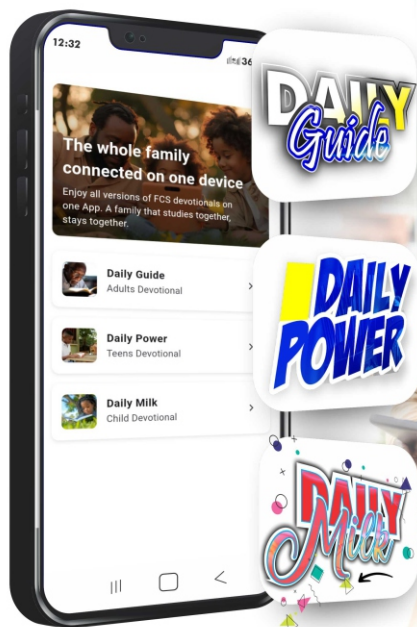 12:32
36
The whole family
connected on one device
Enjoy all versions of FCS devotionals on
one App. A family that studies together,
stays together.
Daily Guide
Adults Devotional
Daily Power
Teens Devotional
Daily Milk
Child Devotional
DAILY
Guide
DAILY
POWER
DAILY
Milk